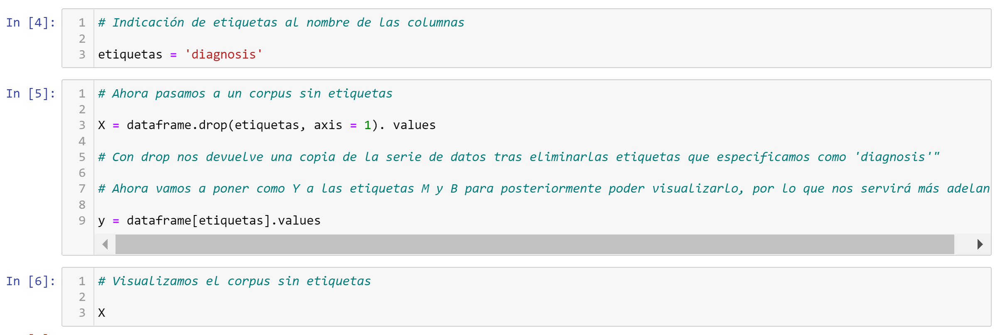 In [4]:
1 # Indicación de etiquetas al nombre de las columnas
2
3 etiquetas = 'diagnosis'
In [5]:
1 # Ahora pasamos a un corpus sin etiquetas
2
3 X = dataframe.drop(etiquetas, axis = 1). values
4
5 # Con drop nos devuelve una copia de la serie de datos tras eliminarlas etiquetas que especificamos como 'diagnosis'"
6
7 # Ahora vamos a poner como Y a las etiquetas M y B para posteriormente poder visualizarlo, por lo que nos servirá más adelan
8
9 y = dataframe[etiquetas].values
In [6]:
1 # Visualizamos el corpus sin etiquetas
2
3 X